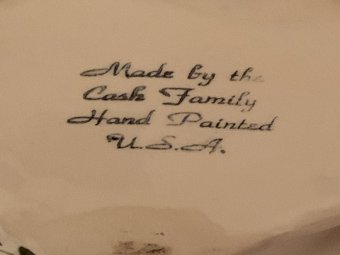 Made by the
Cash Family
Hand Painted
U.S.A.